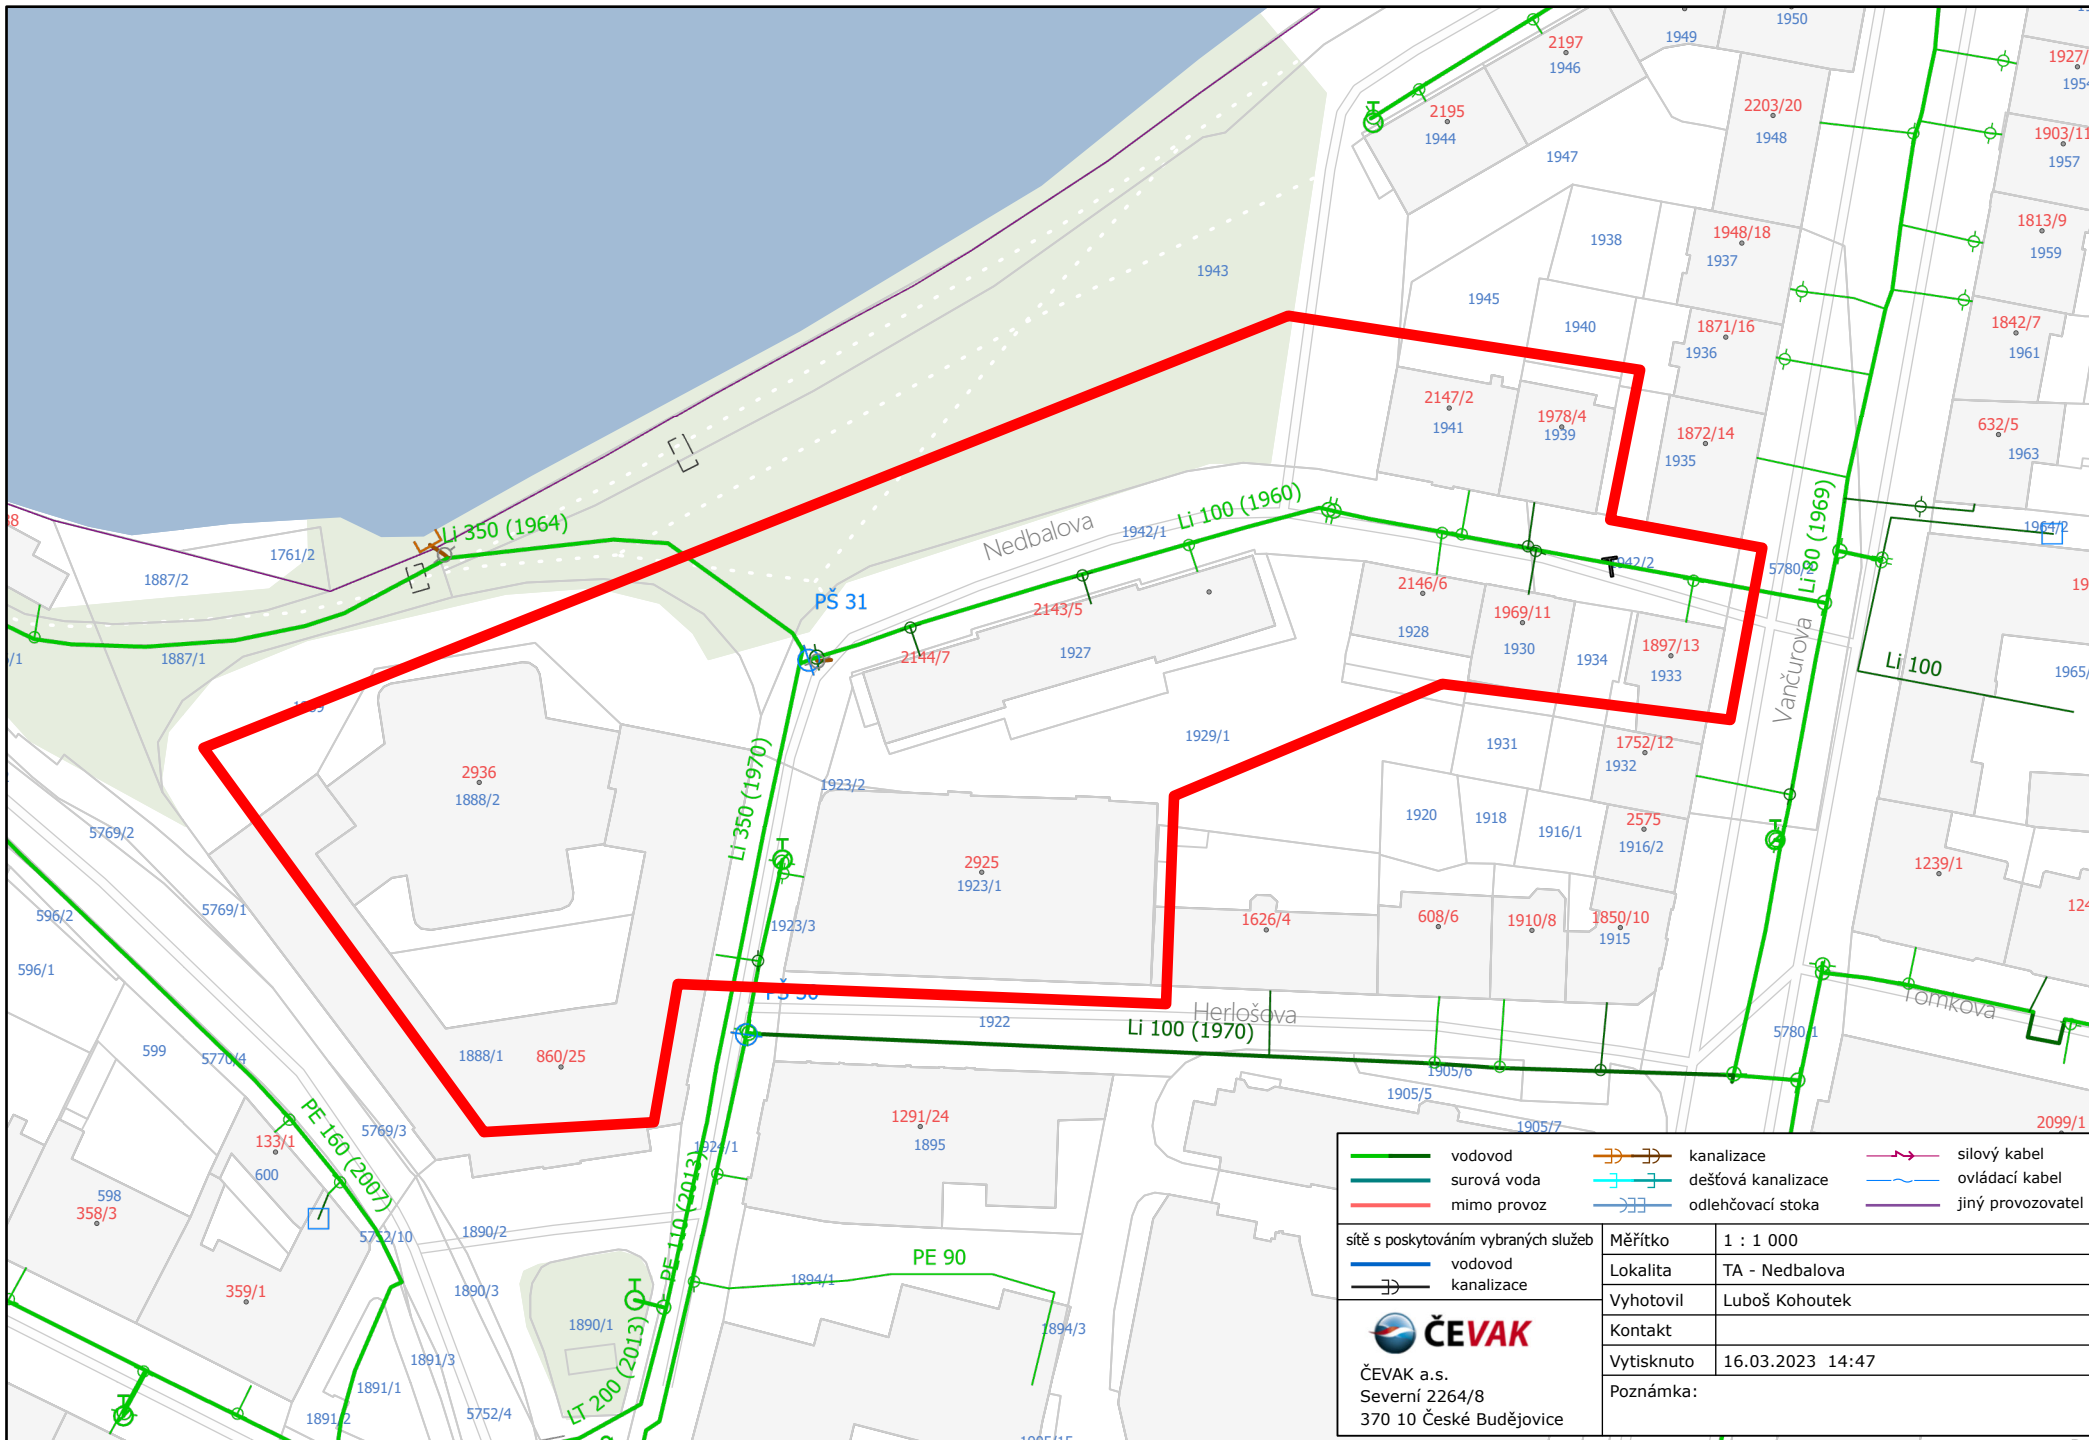 1950
1949
2197
1946
1927/
1954
2203/20
1948
2195
1944
1903/11
1957
1947
1813/9
1959
1938
1948/18
1937
1943
1945
1940
1871/16
1936
1842/7
1961
2147/2
1941
1978/4
1939
1872/14
1935
632/5
1963
Li 350 (1964)
1761/2
1887/2
Li 100 (1960)
Nedbalova
1942/1
1964/2
Li 80 (1969)
5780/2
PŠ 31
2143/5
2146/6
1928
1969/11
1930
1934
1897/13
1933
1887/1
2144/7
1927
Li 100
1965/
Vančurova
1929/1
1931
1752/12
1932
2936
1888/2
1923/2
Li 350 (1970)
5769/2
1920
1918
1916/1
2575
1916/2
2925
1923/1
1239/1
5769/1
596/2
1923/3
1626/4
608/6
1910/8
1850/10
1915
596/1
Herlošova
Tomkova
1922
Li 100 (1970)
5780/1
599
5770/4
1888/1
860/25
1905/6
1905/5
1905/7
PE 160 (2007)
133/1
600
5769/3
1924/1
1291/24
1895
2099/1
598
358/3
5752/10
1890/2
PE 110 (2013)
PE 90
1894/1
359/1
1890/3
1890/1
1894/3
LT 200 (2013)
1891/3
1891/1
1891/2
5752/4
vodovod
surová voda
mimo provoz
kanalizace
dešťová kanalizace
odlehčovací stoka
silový kabel
ovládací kabel
jiný provozovatel
sítě s poskytováním vybraných služeb
vodovod
kanalizace
Měřítko 1 : 1 000
Lokalita TA - Nedbalova
Vyhotovil Luboš Kohoutek
Kontakt
Vytisknuto 16.03.2023 14:47
Poznámka:
ČEVAK
ČEVAK a.s.
Severní 2264/8
370 10 České Budějovice